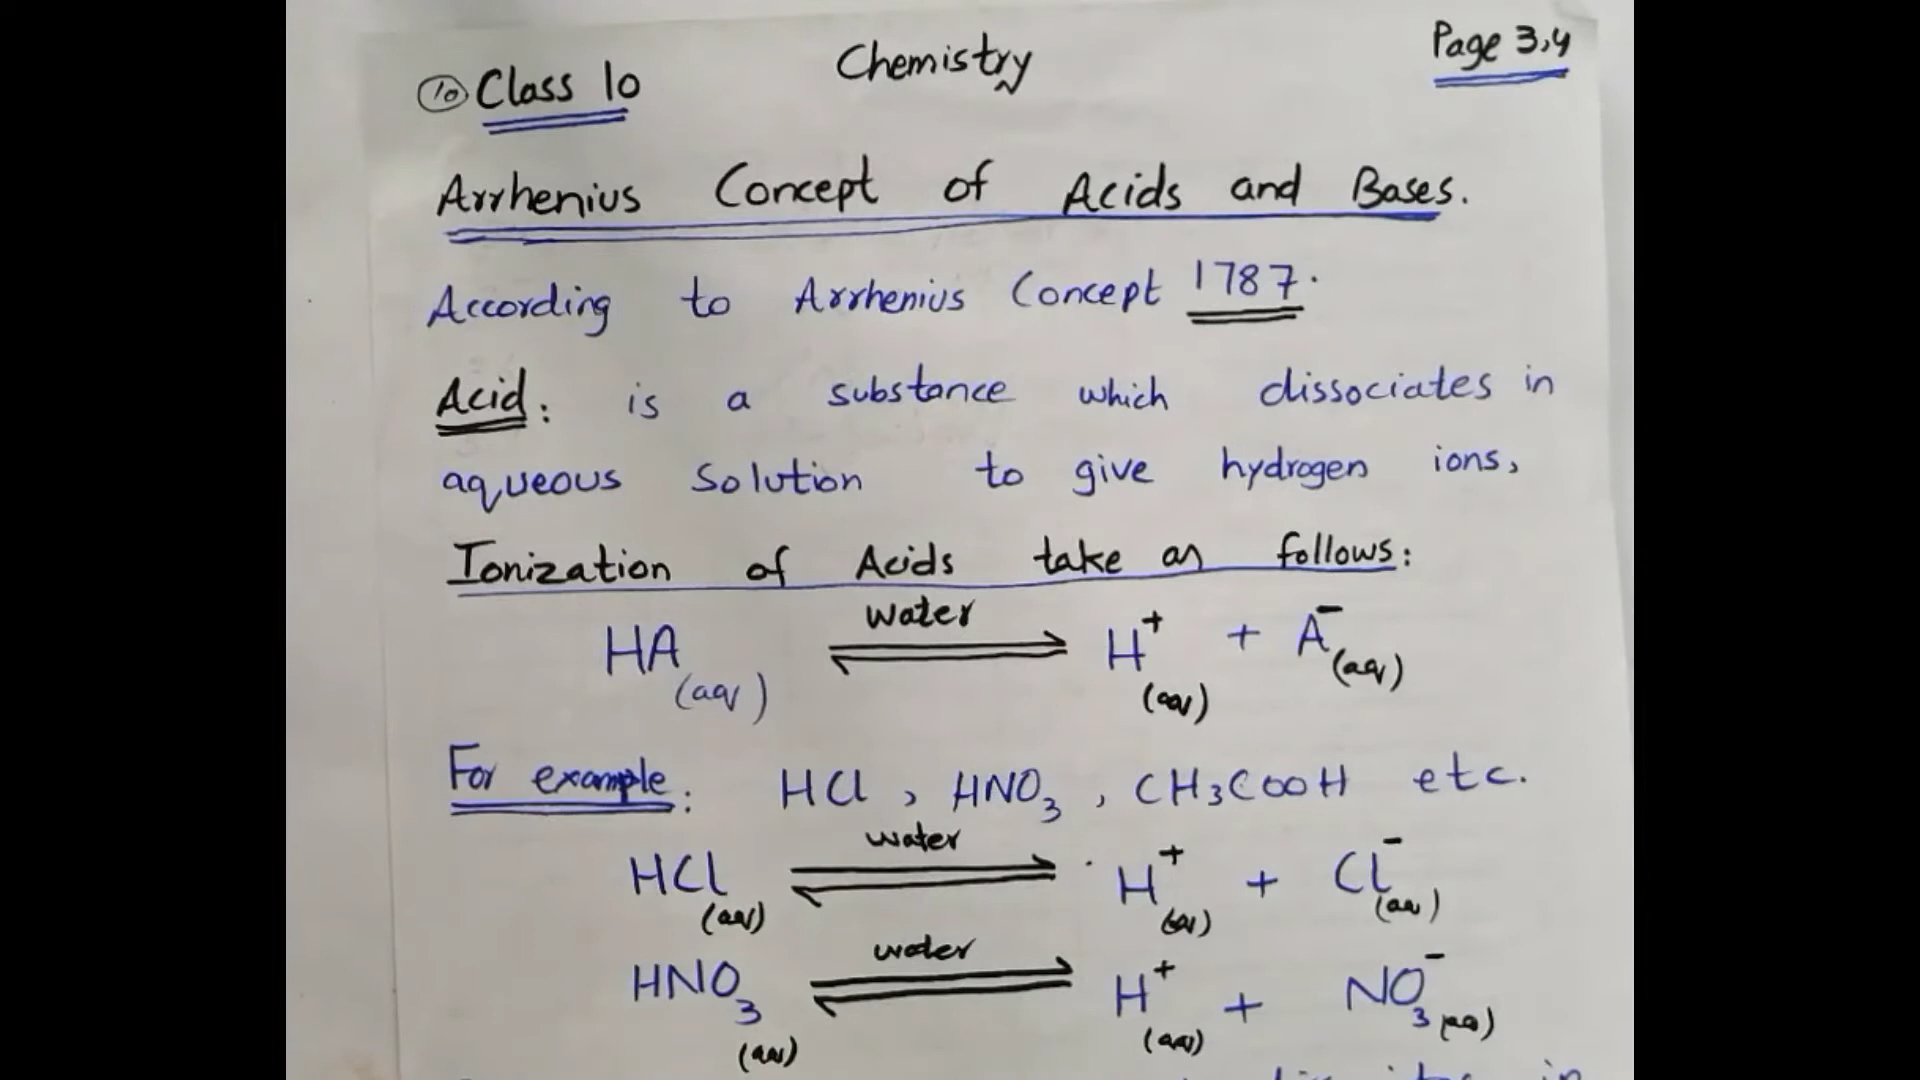 10 Class 10 Chemistry Page 3,4
Arrhenius Concept of Acids and Bases.
According to Arrhenius Concept 1787.
Acid: is a substance which dissociates in
aqueous Solution to give hydrogen ions,
Ionization of Acids take as follows:
water
HA(aq) ⇌ H⁺(aq) + A⁻(aq)
For example: HCl, HNO₃, CH₃COOH etc.
water
HCl(aq) ⇌ H⁺(aq) + Cl⁻(aq)
water
HNO₃(aq) ⇌ H⁺(aq) + NO₃⁻(aq)
in